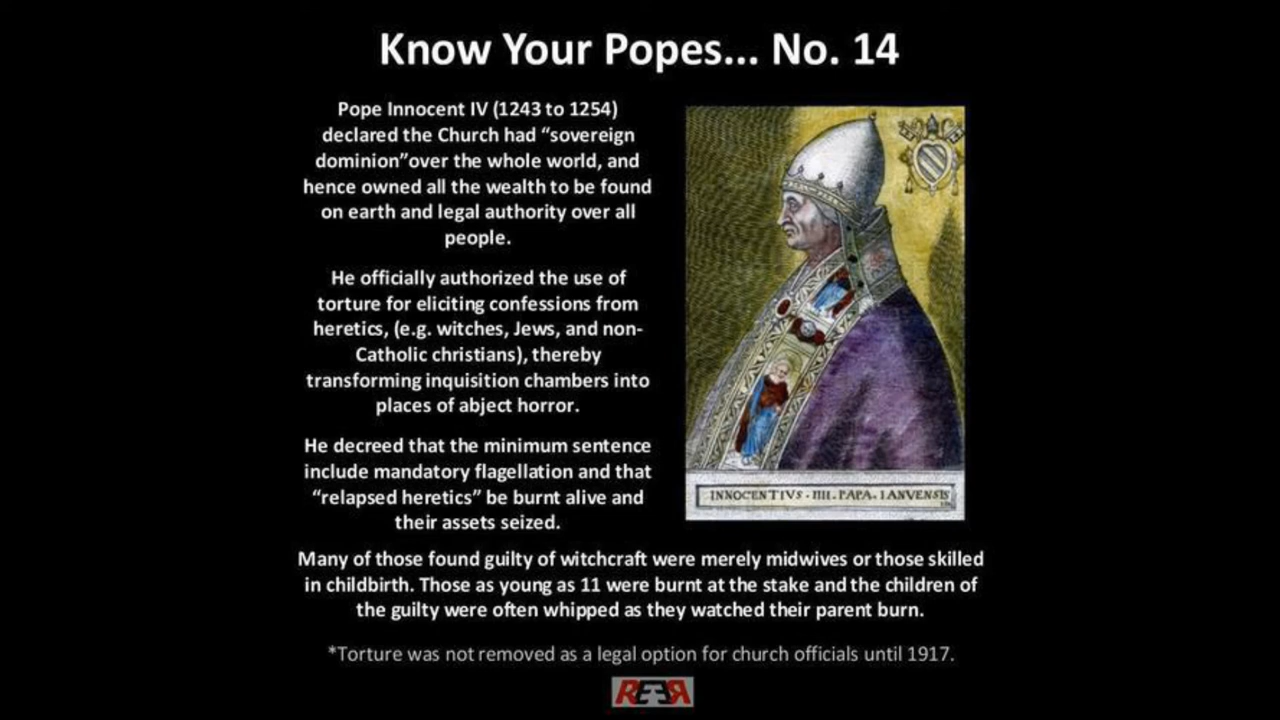 Know Your Popes... No. 14
Pope Innocent IV (1243 to 1254)
declared the Church had “sovereign
dominion”over the whole world, and
hence owned all the wealth to be found
on earth and legal authority over all
people.
He officially authorized the use of
torture for eliciting confessions from
heretics, (e.g. witches, Jews, and non-
Catholic christians), thereby
transforming inquisition chambers into
places of abject horror.
He decreed that the minimum sentence
include mandatory flagellation and that
“relapsed heretics” be burnt alive and
their assets seized.
INNOCENTIVS · IIII · PAPA · IANVENSIS
Many of those found guilty of witchcraft were merely midwives or those skilled
in childbirth. Those as young as 11 were burnt at the stake and the children of
the guilty were often whipped as they watched their parent burn.
*Torture was not removed as a legal option for church officials until 1917.